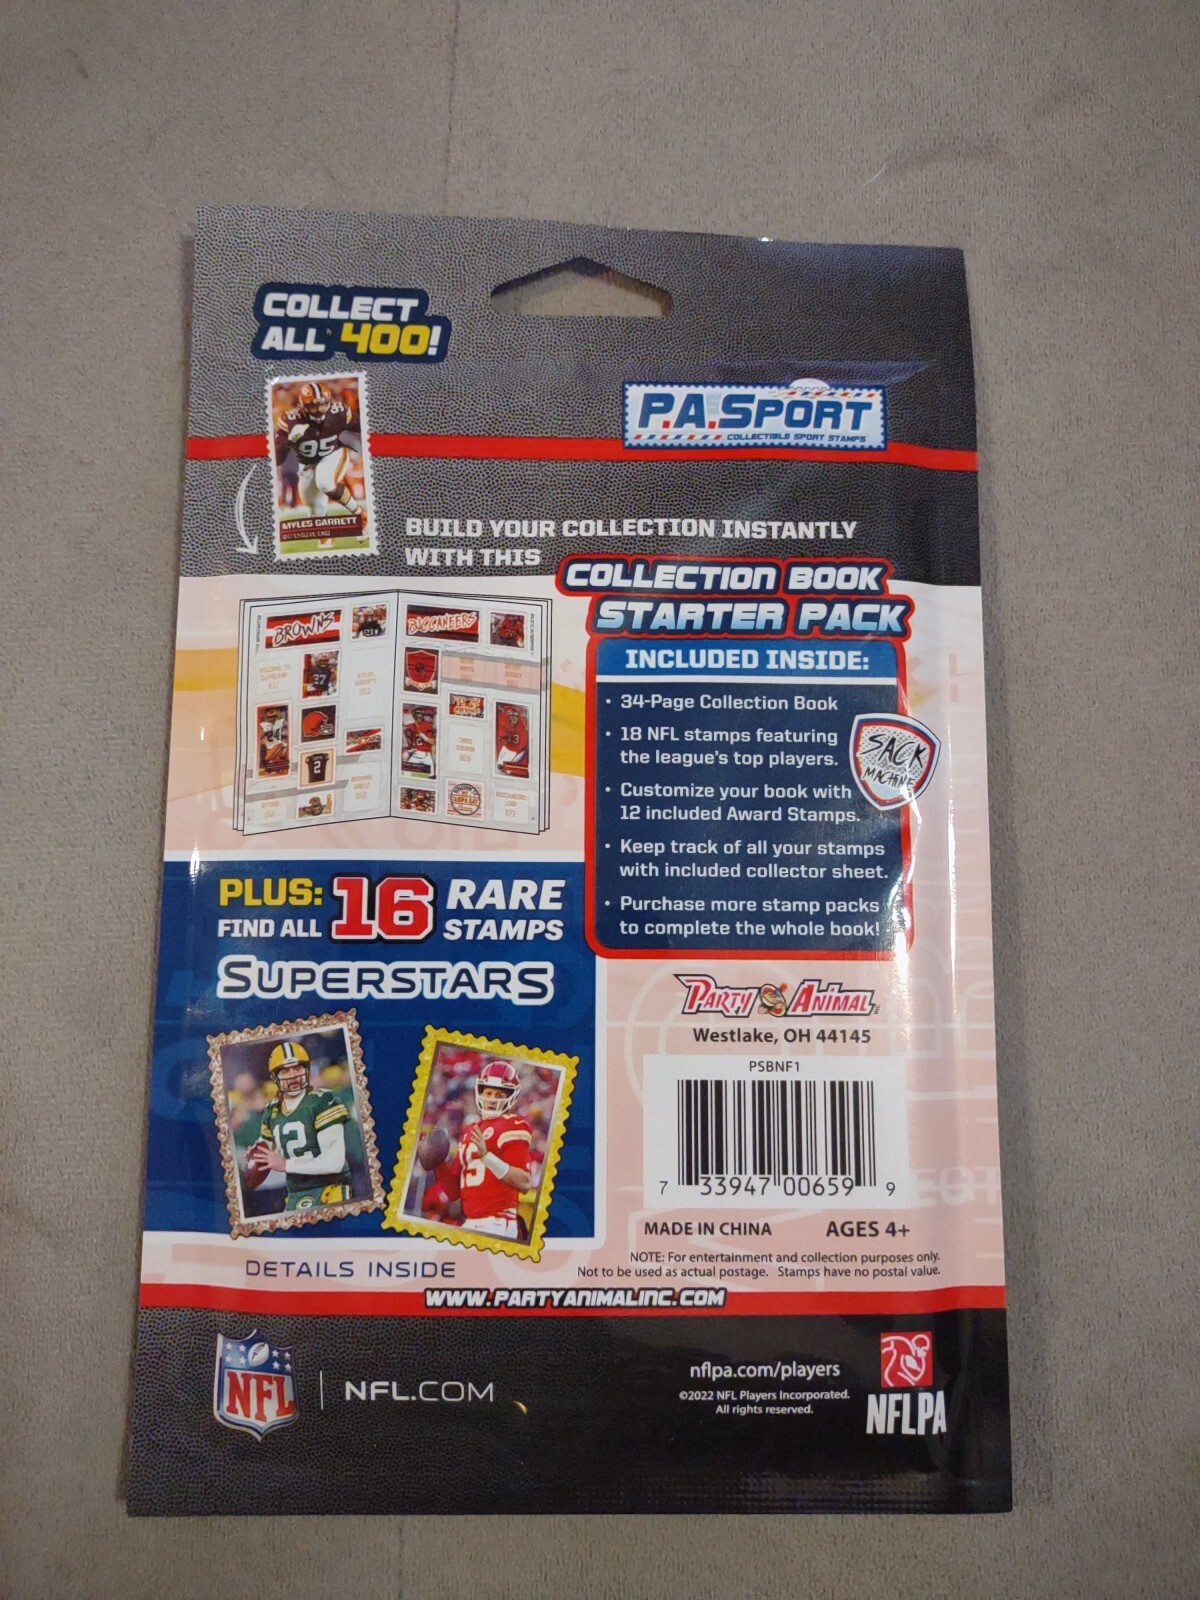 COLLECT
ALL 400!
P.A.SPORT
COLLECTIBLE SPORT STAMPS
95
MYLES GARRETT
DEFENSIVE END
BUILD YOUR COLLECTION INSTANTLY
WITH THIS
COLLECTION BOOK
STARTER PACK
BROWNS
BUCCANEERS
INCLUDED INSIDE:
• 34-Page Collection Book
• 18 NFL stamps featuring
the league's top players.
• Customize your book with
12 included Award Stamps.
• Keep track of all your stamps
with included collector sheet.
• Purchase more stamp packs
to complete the whole book!
SACK
MACHINE
PLUS:
FIND ALL
16
RARE
STAMPS
SUPERSTARS
12
15
DETAILS INSIDE
PARTY ANIMAL INC
Westlake, OH 44145
PSBNF1
7 33947 00659 9
MADE IN CHINA AGES 4+
NOTE: For entertainment and collection purposes only.
Not to be used as actual postage. Stamps have no postal value.
WWW.PARTYANIMALINC.COM
NFL
NFL.COM
nflpa.com/players
©2022 NFL Players Incorporated.
All rights reserved.
NFLPA